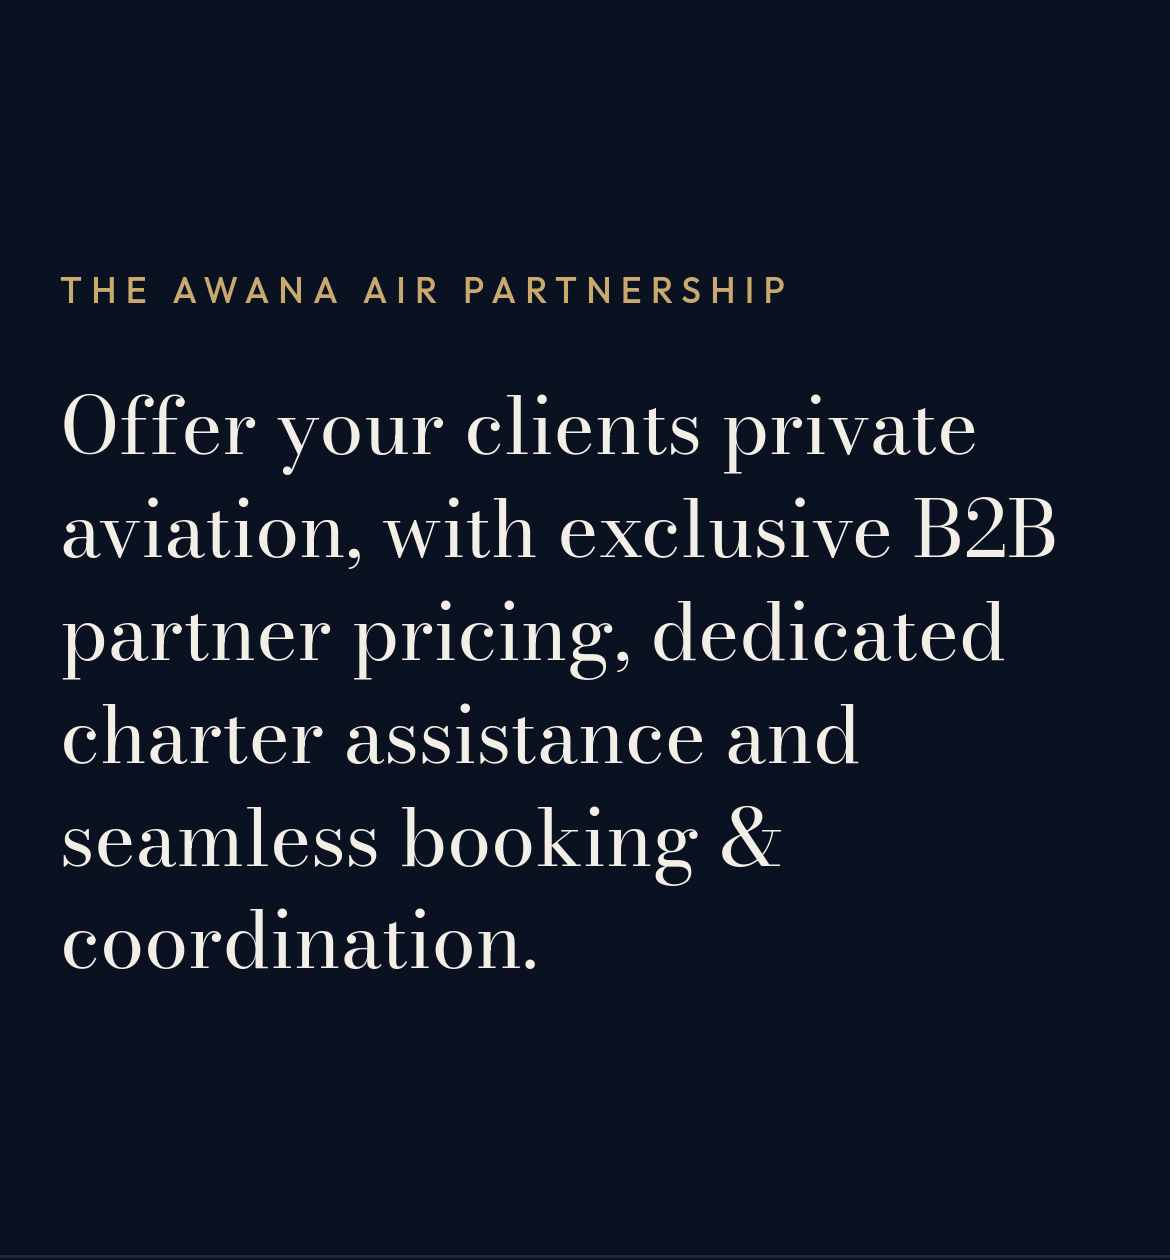 THE AWANA AIR PARTNERSHIP
Offer your clients private
aviation, with exclusive B2B
partner pricing, dedicated
charter assistance and
seamless booking &
coordination.